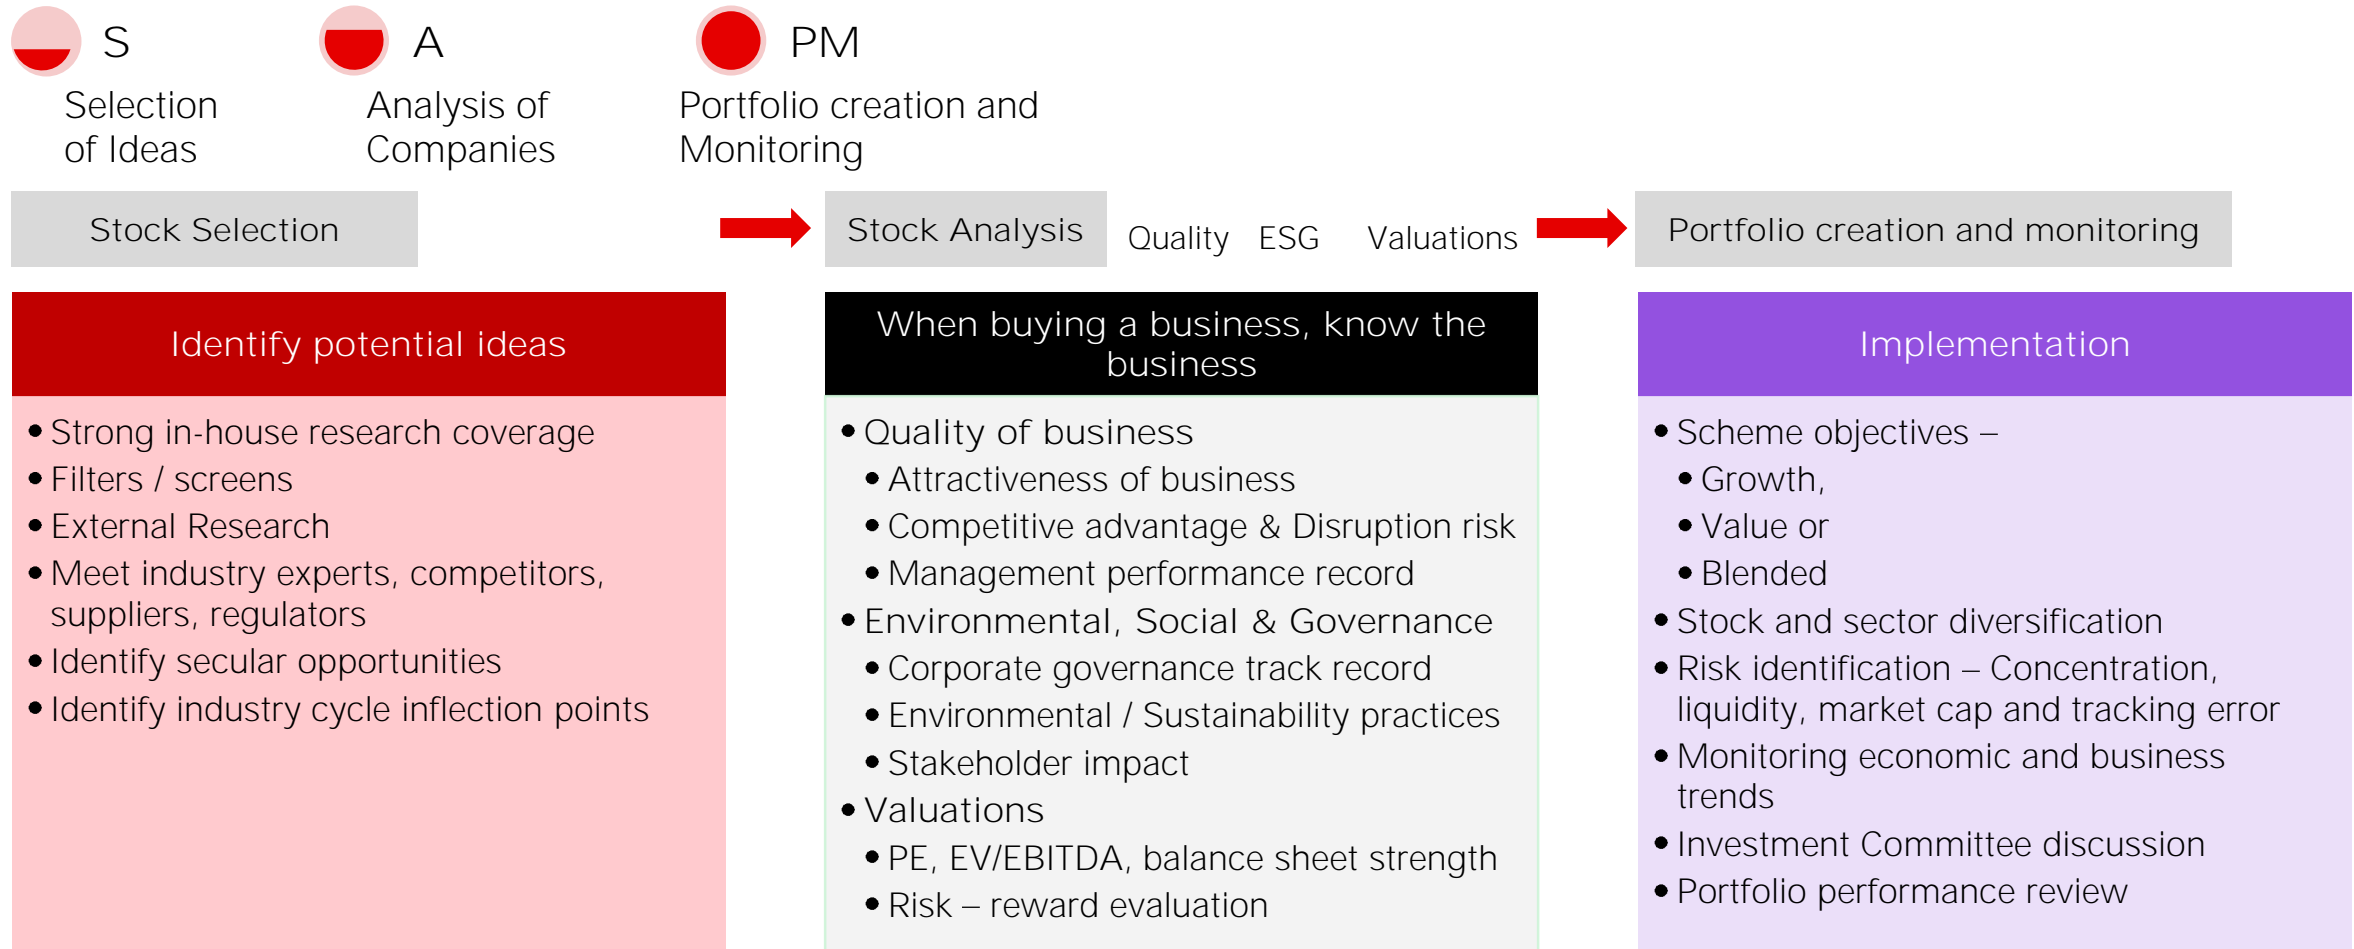 S
Selection
of Ideas
A
Analysis of
Companies
PM
Portfolio creation and
Monitoring
Stock Selection
Stock Analysis
Quality
ESG
Valuations
Portfolio creation and monitoring
Identify potential ideas
• Strong in-house research coverage
• Filters / screens
• External Research
• Meet industry experts, competitors,
suppliers, regulators
• Identify secular opportunities
• Identify industry cycle inflection points
When buying a business, know the
business
• Quality of business
• Attractiveness of business
• Competitive advantage & Disruption risk
• Management performance record
• Environmental, Social & Governance
• Corporate governance track record
• Environmental / Sustainability practices
• Stakeholder impact
• Valuations
• PE, EV/EBITDA, balance sheet strength
• Risk – reward evaluation
Implementation
• Scheme objectives –
• Growth,
• Value or
• Blended
• Stock and sector diversification
• Risk identification – Concentration,
liquidity, market cap and tracking error
• Monitoring economic and business
trends
• Investment Committee discussion
• Portfolio performance review